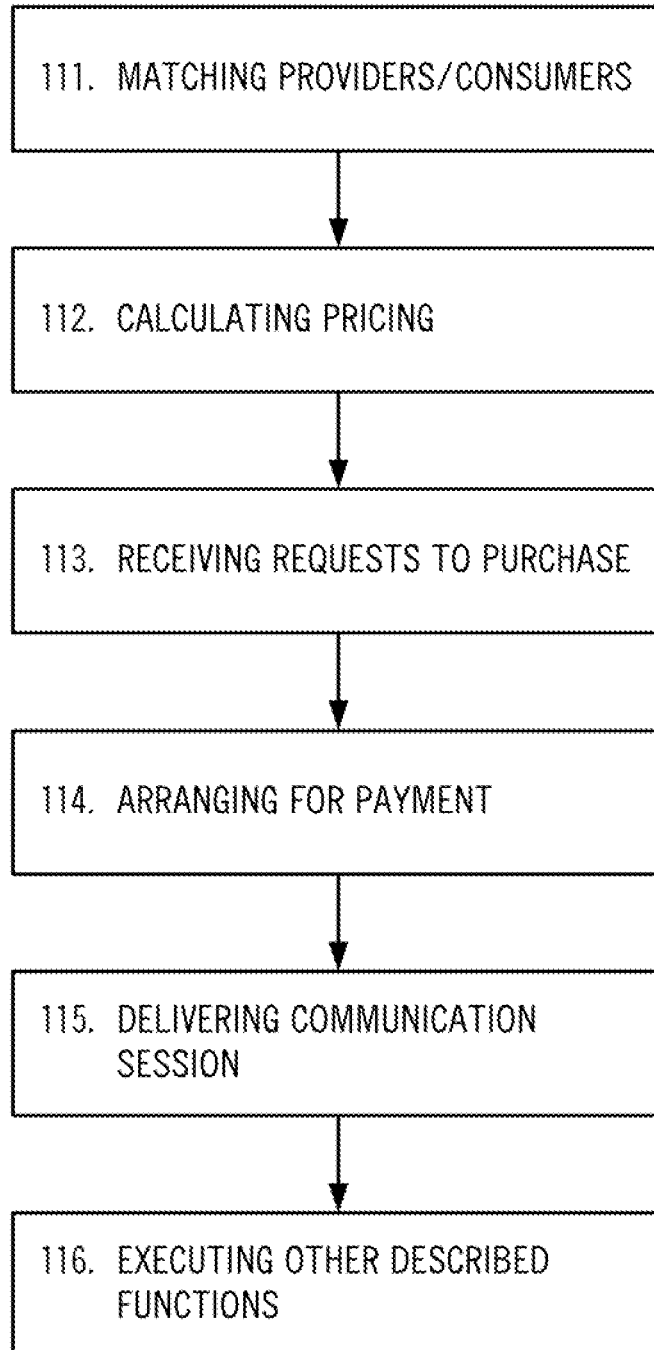 111. MATCHING PROVIDERS/CONSUMERS
112. CALCULATING PRICING
113. RECEIVING REQUESTS TO PURCHASE
114. ARRANGING FOR PAYMENT
115. DELIVERING COMMUNICATION
SESSION
116. EXECUTING OTHER DESCRIBED
FUNCTIONS